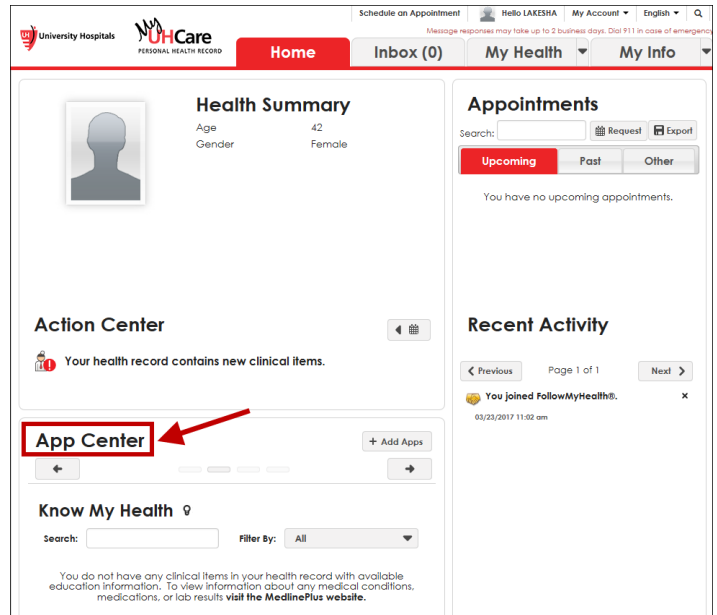 Schedule an Appointment Hello LAKESHA My Account English
Message responses may take up to 2 business days. Dial 911 in case of emergency
UH University Hospitals
My UHCare
PERSONAL HEALTH RECORD
Home Inbox (0) My Health My Info
Health Summary
Age 42
Gender Female
Appointments
Search: Request Export
Upcoming Past Other
You have no upcoming appointments.
Action Center
Your health record contains new clinical items.
Recent Activity
Previous Page 1 of 1 Next
You joined FollowMyHealth®. ×
03/23/2017 11:02 am
App Center
+ Add Apps
Know My Health
Search: Filter By: All
You do not have any clinical items in your health record with available
education information. To view information about any medical conditions,
medications, or lab results visit the MedlinePlus website.